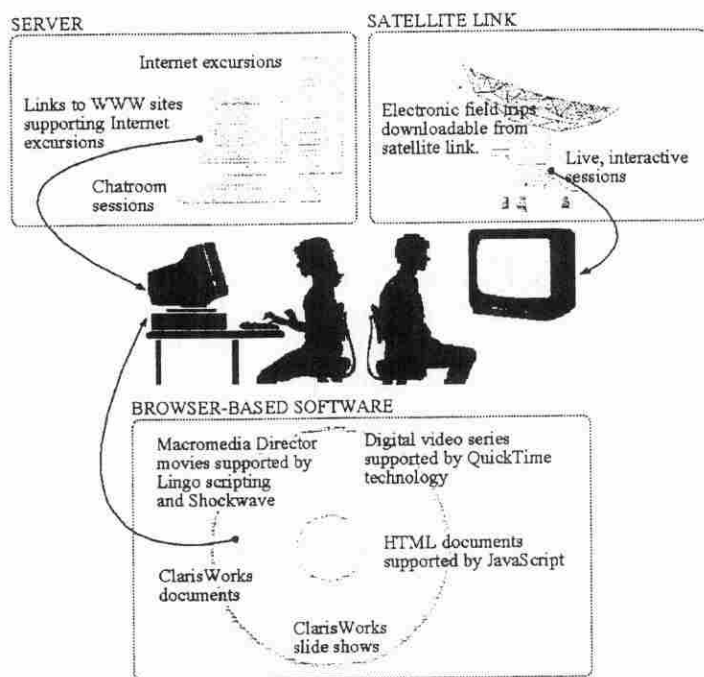 SERVER
Internet excursions
Links to WWW sites
supporting Internet
excursions
Chatroom
sessions
SATELLITE LINK
Electronic field trips
downloadable from
satellite link.
Live, interactive
sessions
BROWSER-BASED SOFTWARE
Macromedia Director
movies supported by
Lingo scripting
and Shockwave
Digital video series
supported by QuickTime
technology
HTML documents
supported by JavaScript
ClarisWorks
documents
ClarisWorks
slide shows